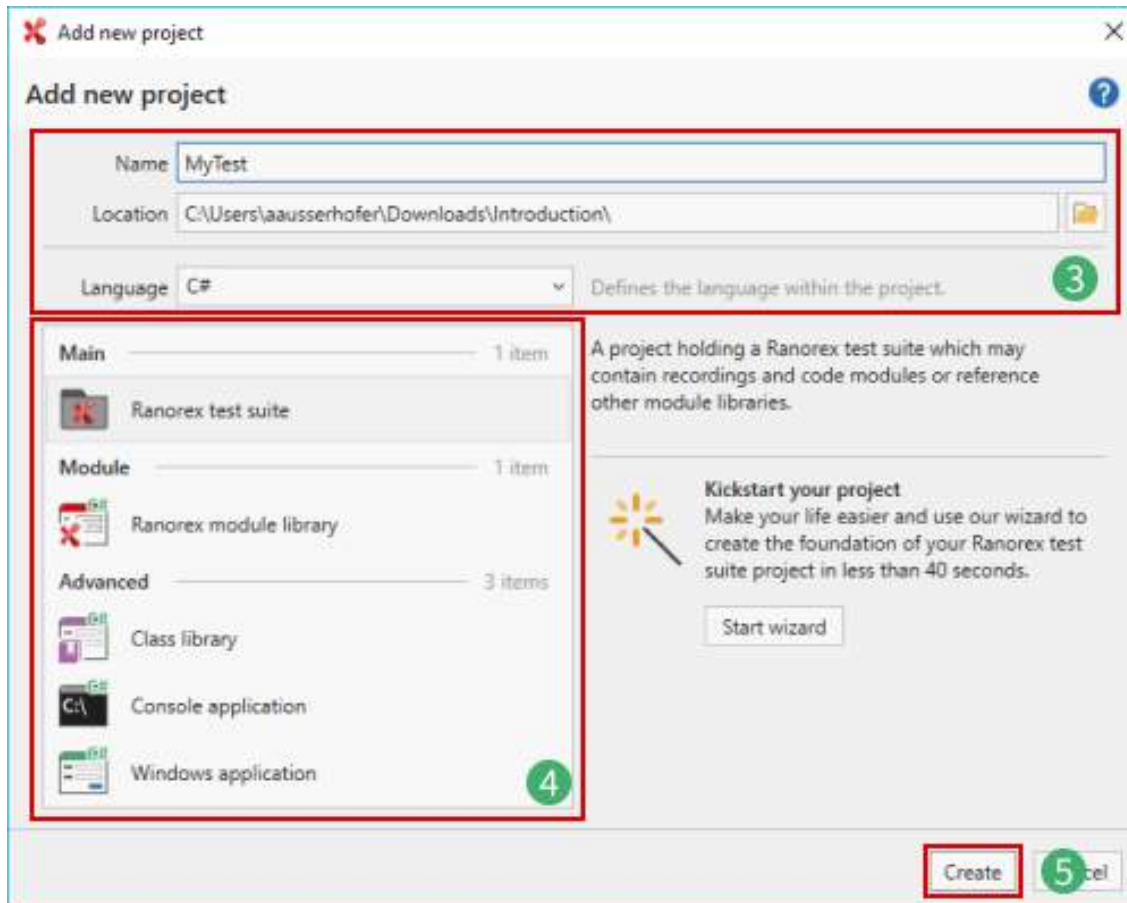 Add new project
Add new project
?
Name MyTest
Location C:\Users\aausserhofer\Downloads\Introduction\
Language C# Defines the language within the project.
3
Main 1 item
Ranorex test suite
Module 1 item
C#
Ranorex module library
Advanced 3 items
C#
Class library
C#
C:\
Console application
C#
Windows application
4
A project holding a Ranorex test suite which may
contain recordings and code modules or reference
other module libraries.
Kickstart your project
Make your life easier and use our wizard to
create the foundation of your Ranorex test
suite project in less than 40 seconds.
Start wizard
Create 5 cel